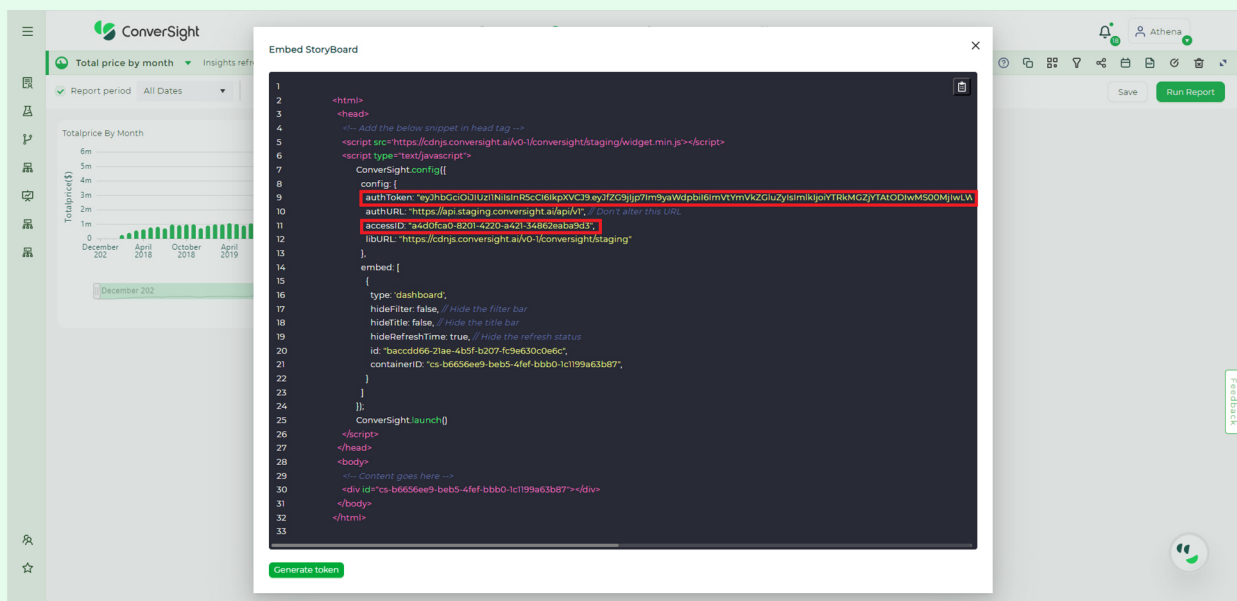 ConverSight
18
Athena
Total price by month
Insights refr
Report period
All Dates
Save
Run Report
Totalprice By Month
6m
5m
4m
3m
2m
1m
0
Totalprice($)
December 202
April 2018
October 2018
April 2019
December 202
Embed StoryBoard
1
2 <html>
3 <head>
4 <!-- Add the below snippet in head tag -->
5 <script src='https://cdnjs.conversight.ai/v0-1/conversight/staging/widget.min.js'></script>
6 <script type="text/javascript">
7 ConverSight.config({
8 config: {
9 authToken: "eyJhbGciOiJIUzI1NiIsInR5cCI6IkpXVCJ9.eyJfZG9jIjp7Im9yaWdpbiI6ImVtYmVkZGluZyIsImlkIjoiYTRkMGZjYTAtODIwMS00MjIwLW
10 authURL: "https://api.staging.conversight.ai/api/v1", // Don't alter this URL
11 accessID: "a4d0fca0-8201-4220-a421-34862eaba9d3",
12 libURL: "https://cdnjs.conversight.ai/v0-1/conversight/staging"
13 },
14 embed: [
15 {
16 type: 'dashboard',
17 hideFilter: false, // Hide the filter bar
18 hideTitle: false, // Hide the title bar
19 hideRefreshTime: true, // Hide the refresh status
20 id: "baccdd66-21ae-4b5f-b207-fc9e630c0e6c",
21 containerID: "cs-b6656ee9-beb5-4fef-bbb0-1c1199a63b87",
22 }
23 ]
24 });
25 ConverSight.launch()
26 </script>
27 </head>
28 <body>
29 <!-- Content goes here -->
30 <div id="cs-b6656ee9-beb5-4fef-bbb0-1c1199a63b87"></div>
31 </body>
32 </html>
33
Generate token
Feedback